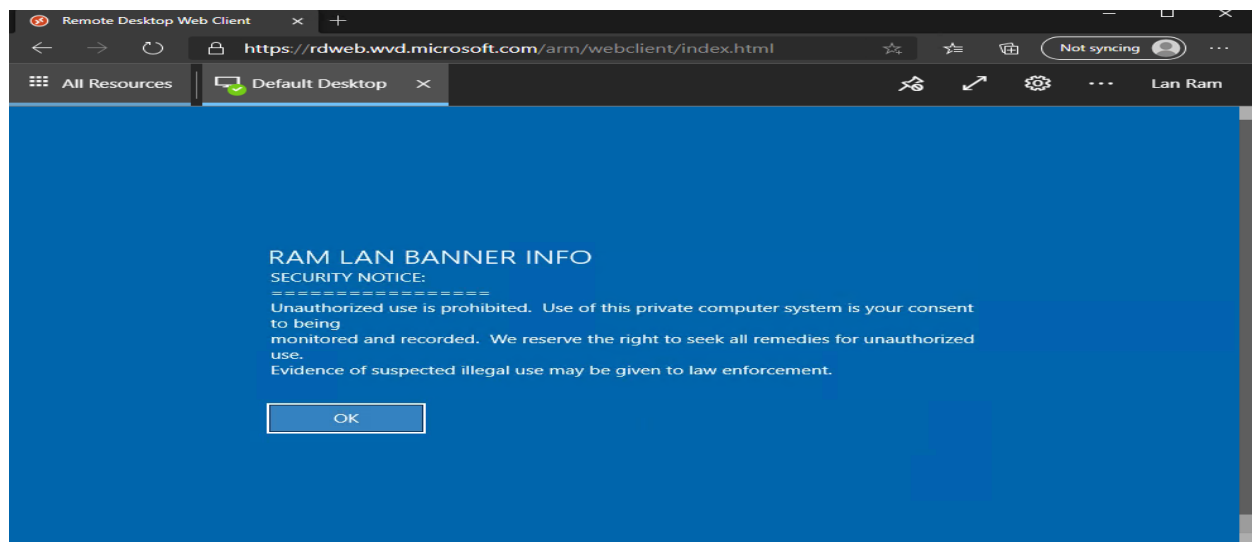 Remote Desktop Web Client
https://rdweb.wvd.microsoft.com/arm/webclient/index.html
Not syncing
All Resources
Default Desktop
Lan Ram
RAM LAN BANNER INFO
SECURITY NOTICE:
=================
Unauthorized use is prohibited.  Use of this private computer system is your consent
to being
monitored and recorded.  We reserve the right to seek all remedies for unauthorized
use.
Evidence of suspected illegal use may be given to law enforcement.
OK